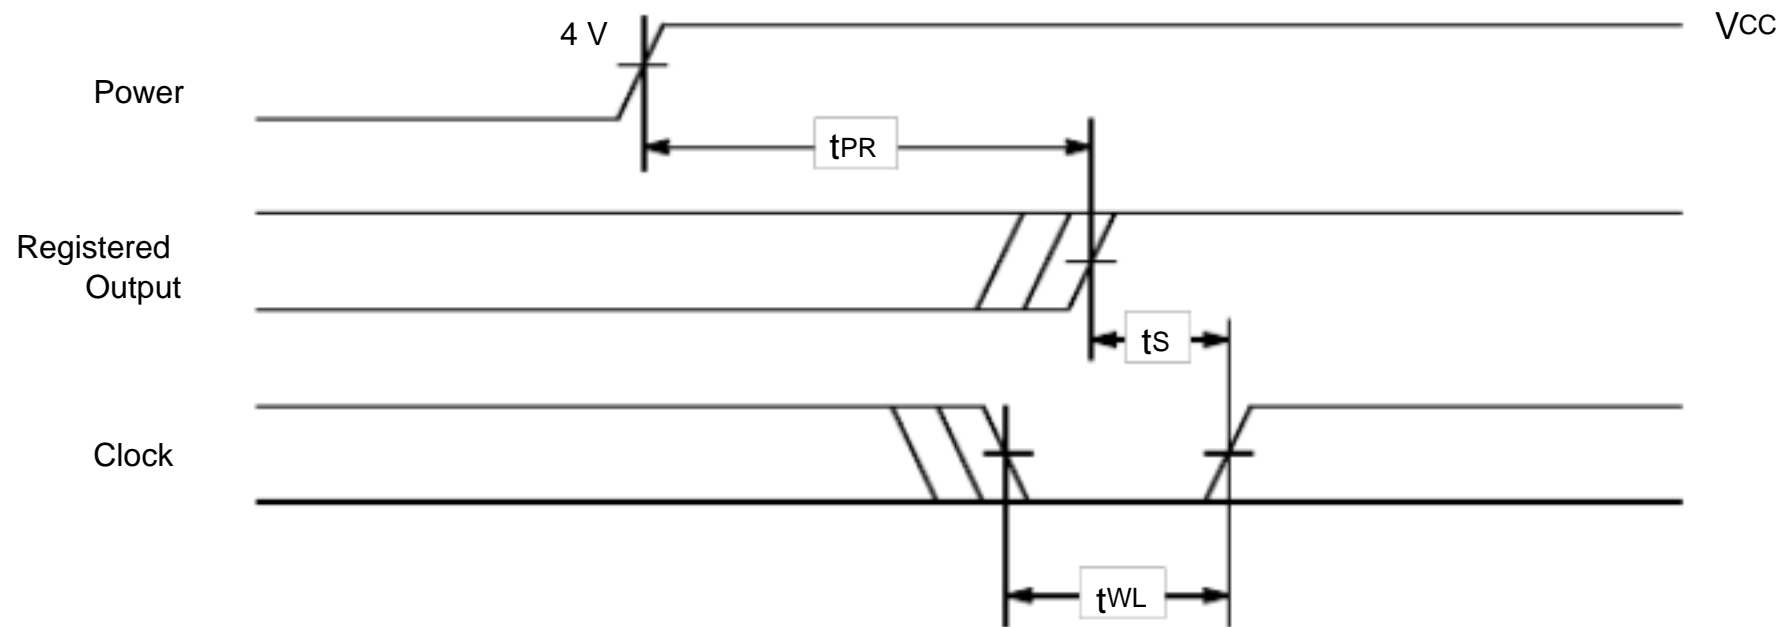 4 V
VCC
Power
tPR
Registered
Output
tS
Clock
tWL